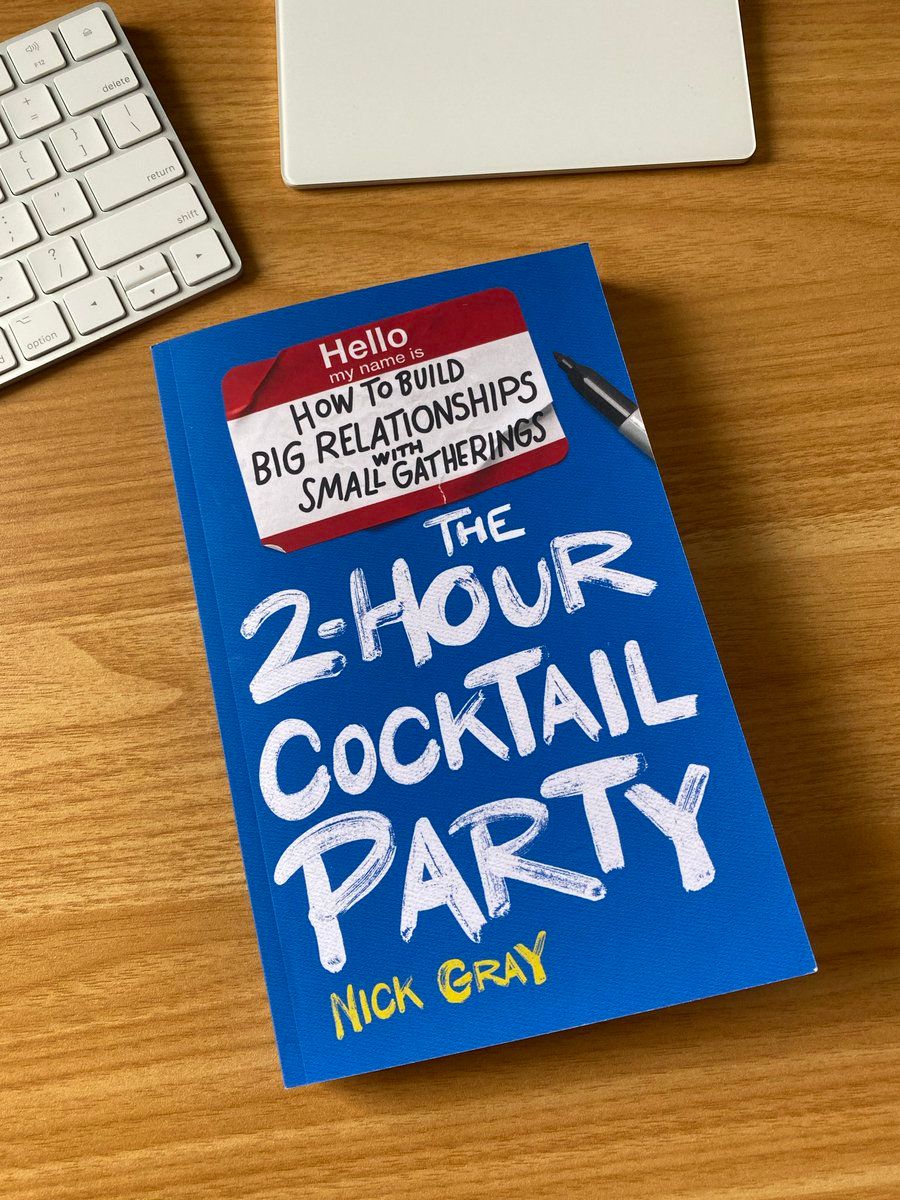 F12
delete
+
=
|
\
{
[
}
]
return
:
;
"
'
shift
?
/
.
option
Hello
my name is
HOW TO BUILD
BIG RELATIONSHIPS
WITH
SMALL GATHERINGS
THE
2-HOUR
COCKTAIL
PARTY
NICK GRAY